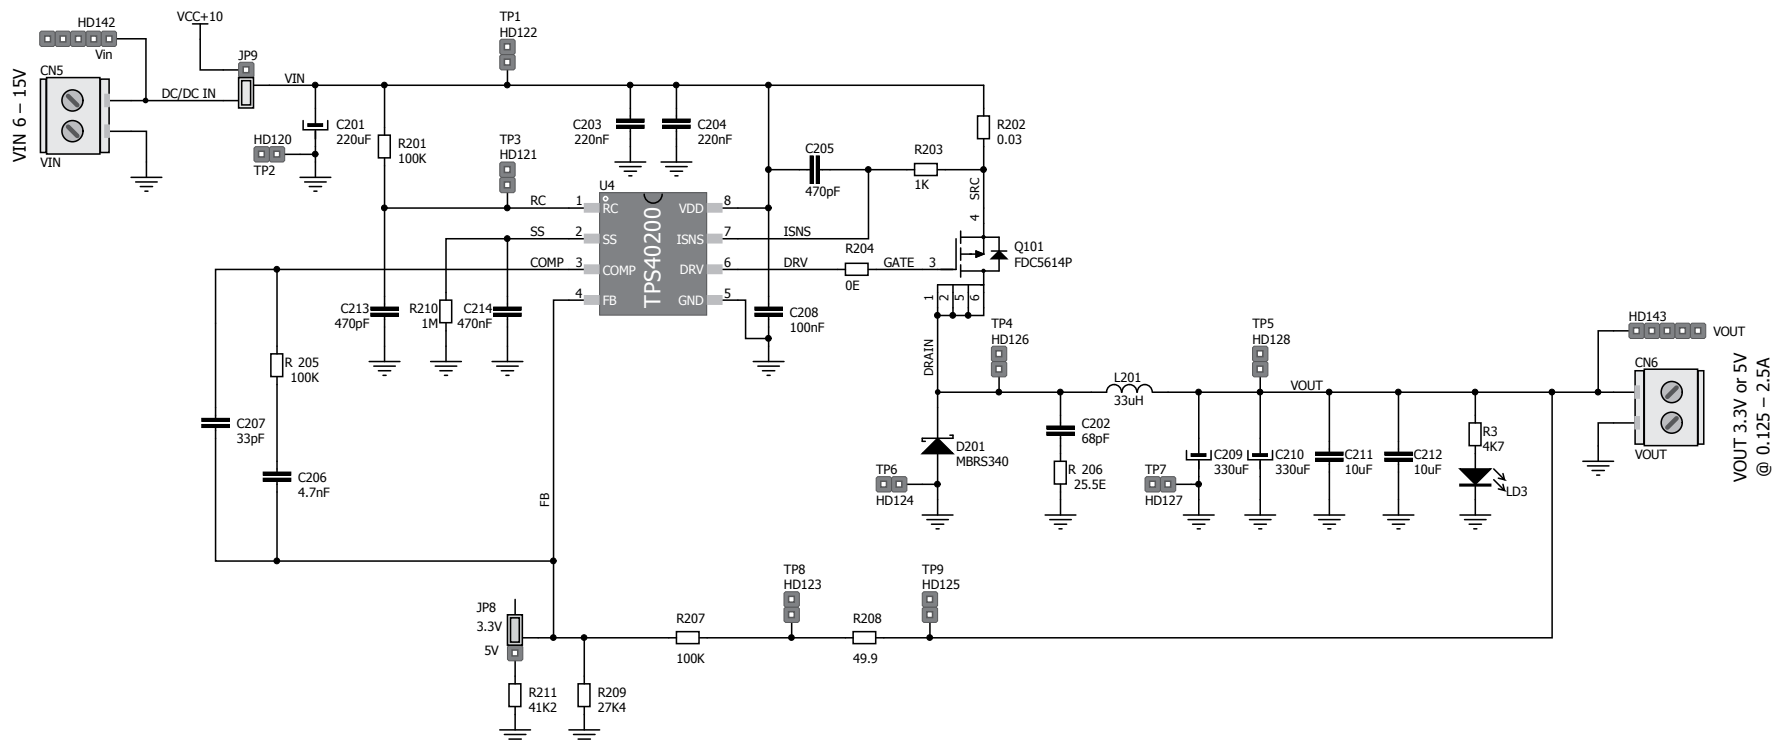 HD142
Vin
VCC+10
JP9
TP1
HD122
CN5
VIN 6 – 15V
VIN
DC/DC IN
VIN
HD120
TP2
C201
220uF
R201
100K
TP3
HD121
C203
220nF
C204
220nF
R202
0.03
C205
470pF
R203
1K
SRC
4
U4
TPS40200
RC 1 RC
SS 2 SS
COMP 3 COMP
4 FB
VDD 8
ISNS 7 ISNS
DRV 6 DRV
GND 5
R204
0E
GATE 3
Q101
FDC5614P
1 2 5 6
C213
470pF
R210
1M
C214
470nF
C208
100nF
DRAIN
TP4
HD126
L201
33uH
TP5
HD128
VOUT
HD143
VOUT
CN6
VOUT
VOUT 3.3V or 5V
@ 0.125 – 2.5A
R 205
100K
C207
33pF
C206
4.7nF
FB
D201
MBRS340
TP6
HD124
C202
68pF
R 206
25.5E
TP7
HD127
C209
330uF
C210
330uF
C211
10uF
C212
10uF
R3
4K7
LD3
JP8
3.3V
5V
R211
41K2
R209
27K4
R207
100K
TP8
HD123
R208
49.9
TP9
HD125